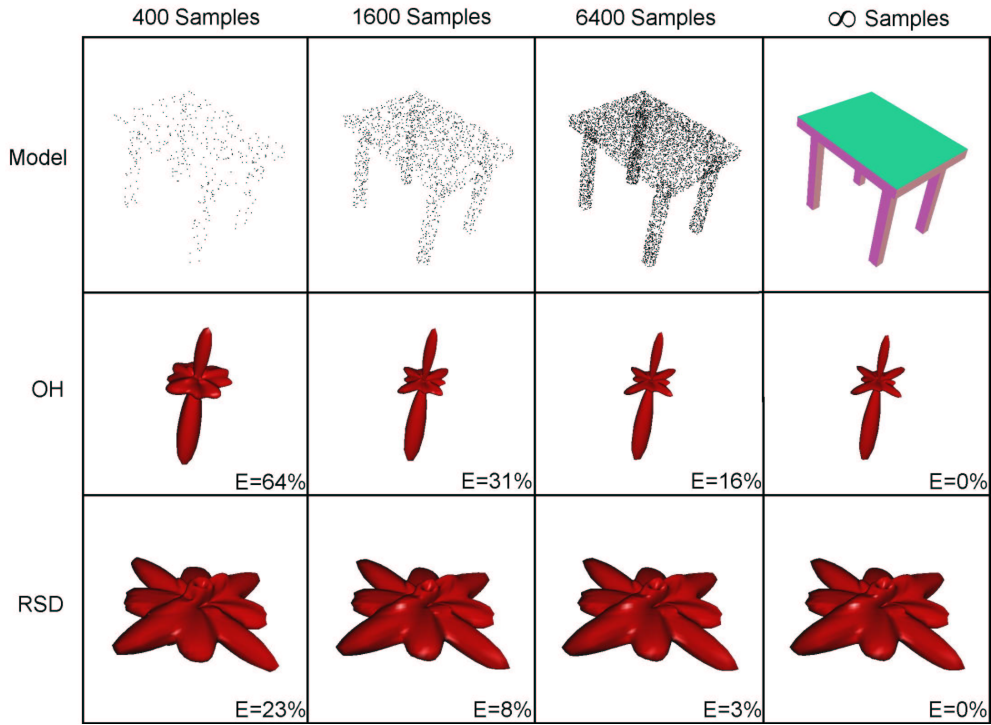 400 Samples 1600 Samples 6400 Samples ∞ Samples
Model
OH
E=64% E=31% E=16% E=0%
RSD
E=23% E=8% E=3% E=0%